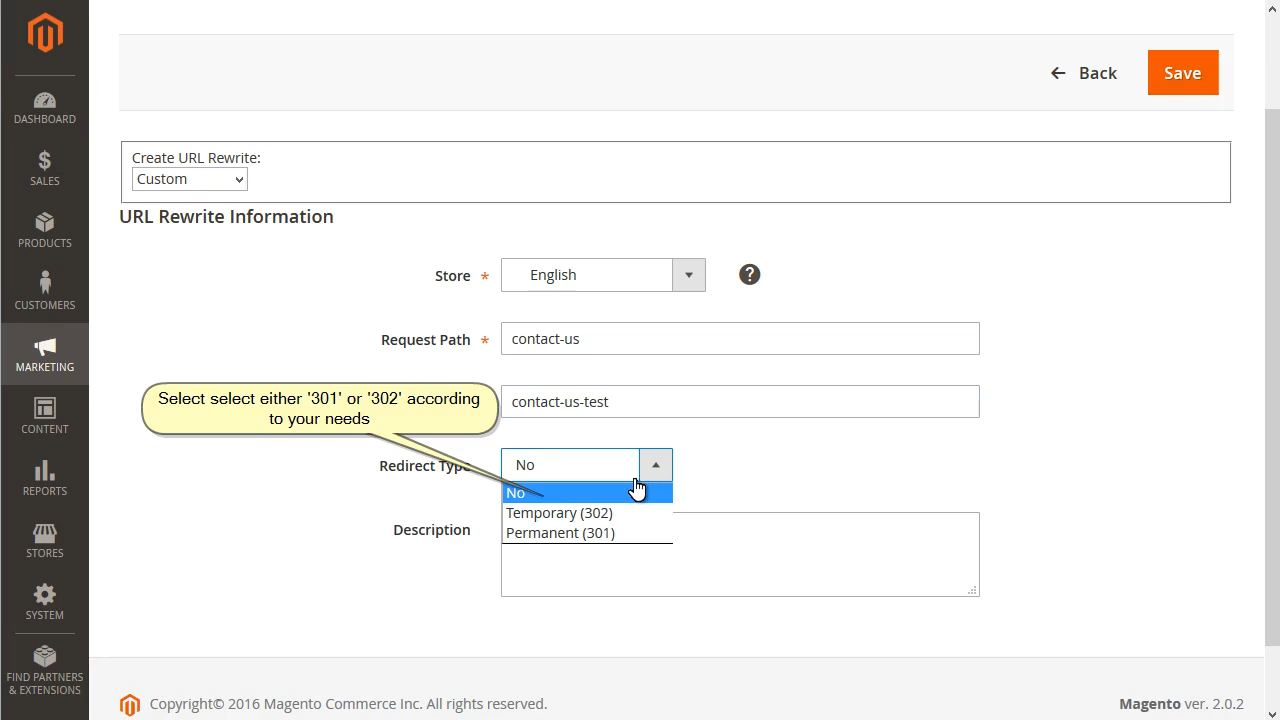 Back
Save
DASHBOARD
SALES
PRODUCTS
CUSTOMERS
MARKETING
CONTENT
REPORTS
STORES
SYSTEM
FIND PARTNERS
& EXTENSIONS
Create URL Rewrite:
Custom
URL Rewrite Information
Store *
English
?
Request Path *
contact-us
Select select either '301' or '302' according
to your needs
contact-us-test
Redirect Type
No
No
Temporary (302)
Permanent (301)
Description
Copyright© 2016 Magento Commerce Inc. All rights reserved.
Magento ver. 2.0.2